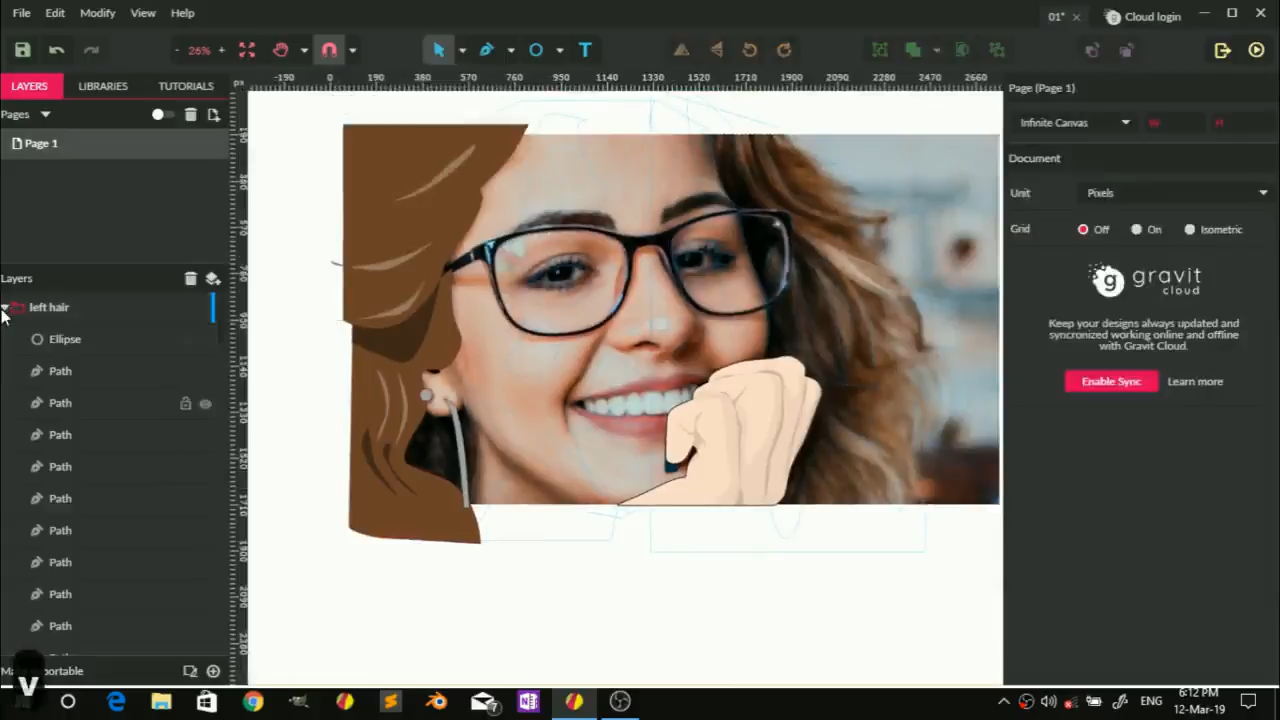 File Edit Modify View Help
01*
Cloud login
- 26% +
T
LAYERS LIBRARIES TUTORIALS
px
-150 0 190 380 570 760 950 1140 1330 1520 1710 1900 2090 2280 2470 2660
Page (Page 1)
Pages
Infinite Canvas
W H
Page 1
Document
Unit Pixels
Grid Off On Isometric
Layers
g gravit
cloud
left hair
Keep your designs always updated and
syncronized working online and offline
with Gravit Cloud.
Ellipse
Path
Enable Sync Learn more
Path
Path
Path
Path
Path
Path
Path
V
7
ENG
6:12 PM
12-Mar-19